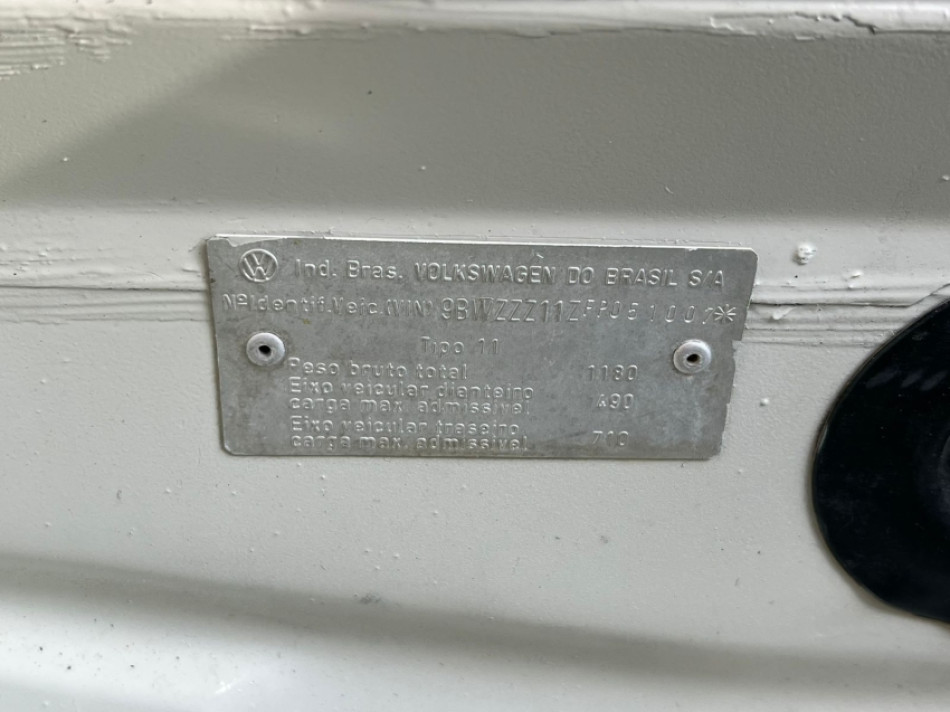 Ind. Bras. VOLKSWAGEN DO BRASIL S/A
Nº Identif. Veic. (VIN) 9BWZZZ11ZFP051001*
Tipo 11
Peso bruto total 1180
Eixo veicular dianteiro
carga max. admissivel 490
Eixo veicular traseiro
carga max. admissivel 710